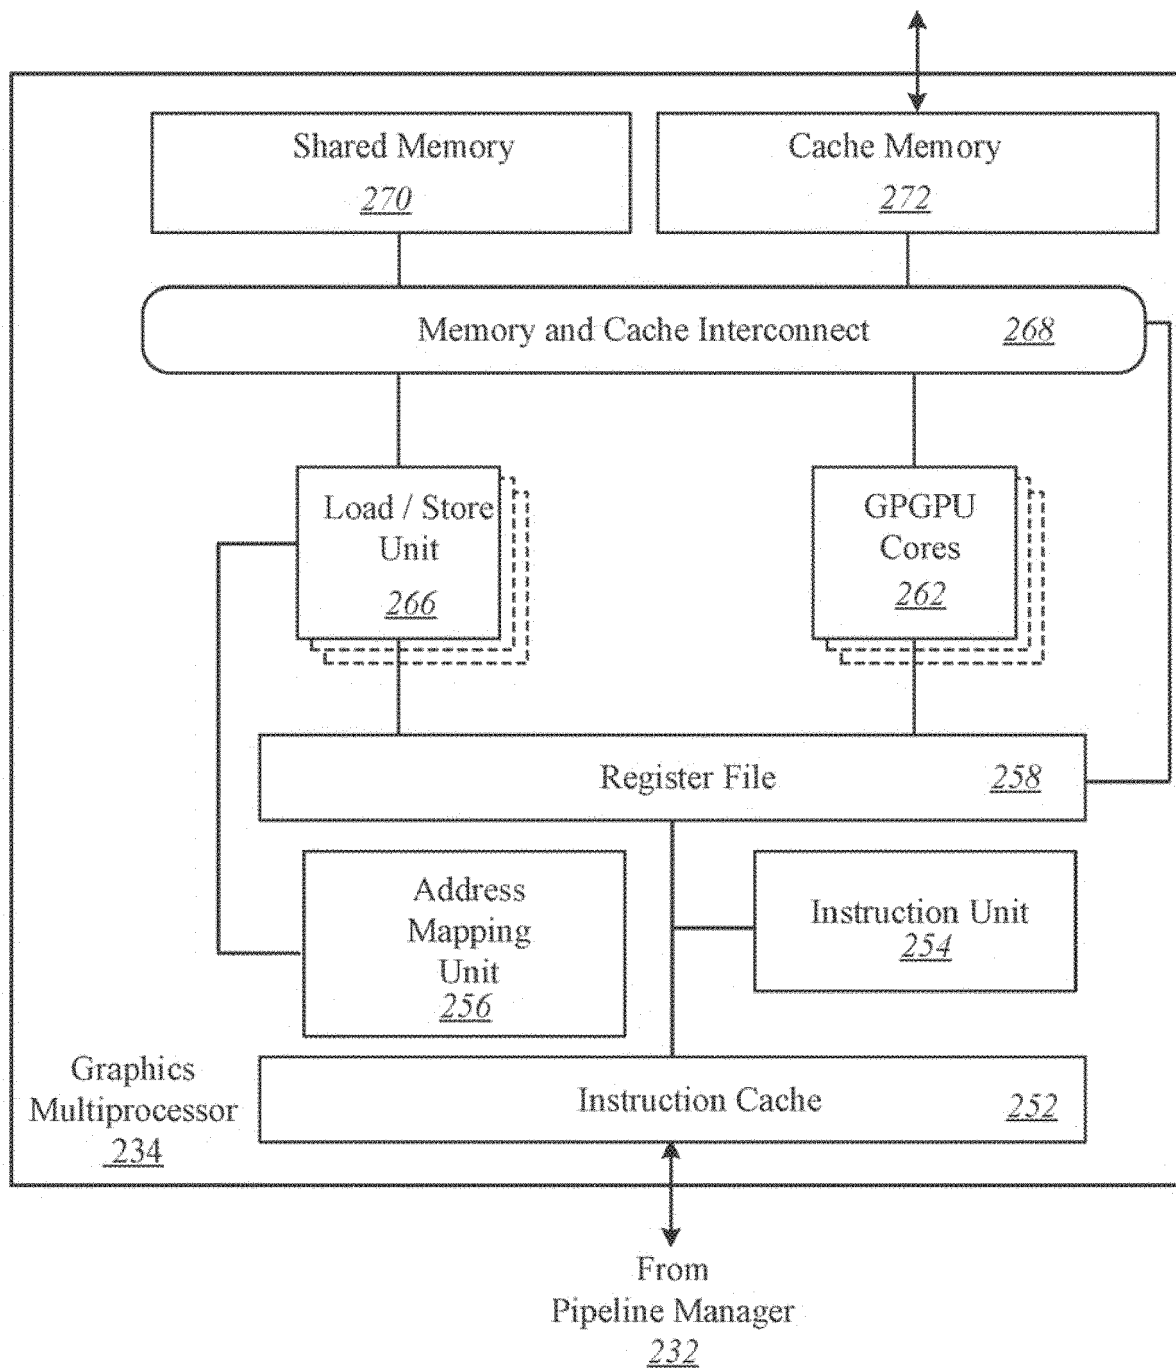 Shared Memory
270
Cache Memory
272
Memory and Cache Interconnect 268
Load / Store
Unit
266
GPGPU
Cores
262
Register File 258
Address
Mapping
Unit
256
Instruction Unit
254
Graphics
Multiprocessor
234
Instruction Cache 252
From
Pipeline Manager
232